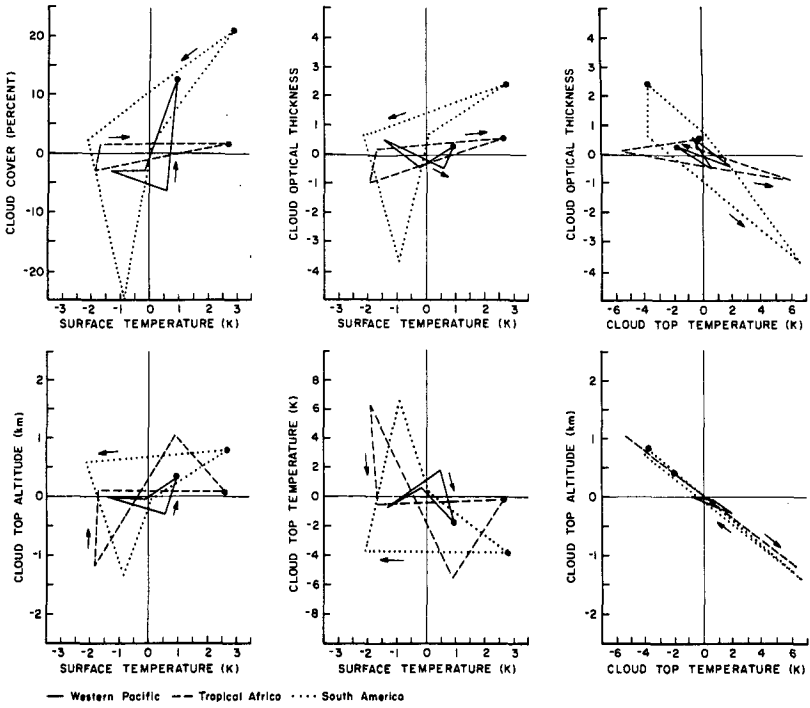 CLOUD COVER (PERCENT)
20
10
0
-10
-20
-3 -2 -1 0 1 2 3
SURFACE TEMPERATURE (K)
CLOUD OPTICAL THICKNESS
4
3
2
1
0
-1
-2
-3
-4
-3 -2 -1 0 1 2 3
SURFACE TEMPERATURE (K)
CLOUD OPTICAL THICKNESS
4
3
2
1
0
-1
-2
-3
-4
-6 -4 -2 0 2 4 6
CLOUD TOP TEMPERATURE (K)
CLOUD TOP ALTITUDE (km)
2
1
0
-1
-2
-3 -2 -1 0 1 2 3
SURFACE TEMPERATURE (K)
CLOUD TOP TEMPERATURE (K)
8
6
4
2
0
-2
-4
-6
-8
-3 -2 -1 0 1 2 3
SURFACE TEMPERATURE (K)
CLOUD TOP ALTITUDE (km)
2
1
0
-1
-2
-6 -4 -2 0 2 4 6
CLOUD TOP TEMPERATURE (K)
Western Pacific Tropical Africa South America